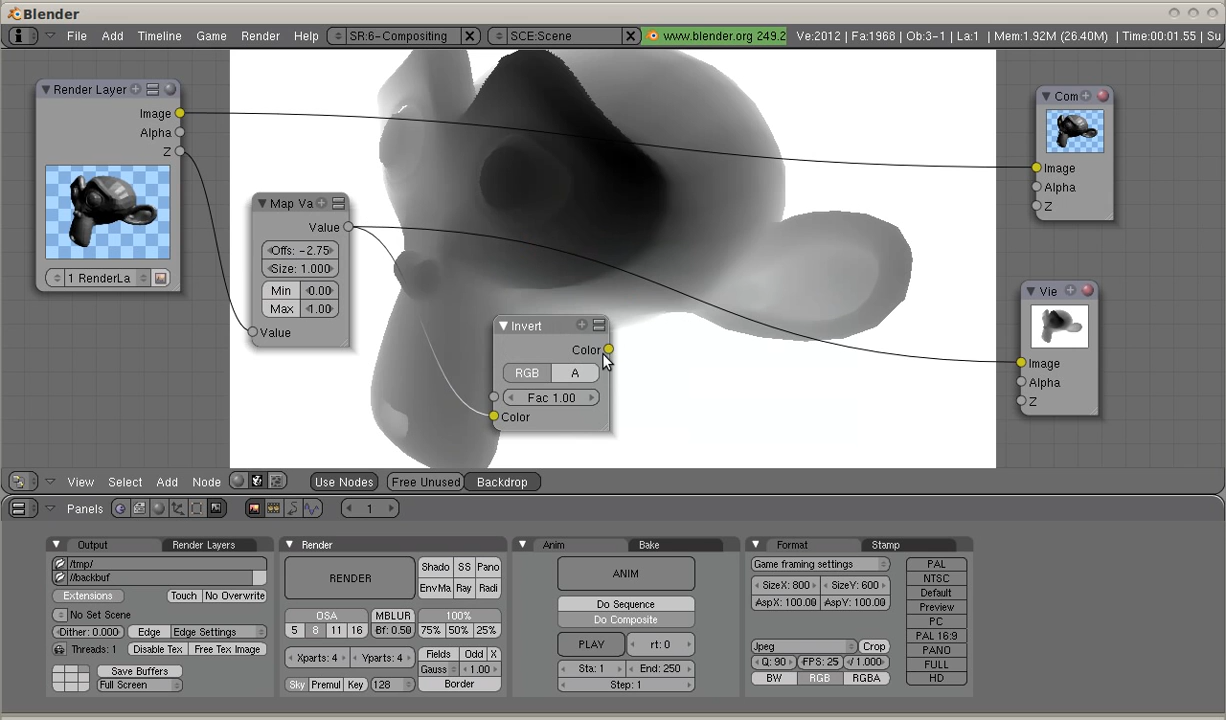 Blender
File Add Timeline Game Render Help SR:6-Compositing X SCE:Scene X www.blender.org 249.2 Ve:2012 | Fa:1968 | Ob:3-1 | La:1 | Mem:1.92M (26.40M) | Time:00:01.55 | Su
Render Layer
Image
Alpha
Z
1 RenderLa
Map Va
Value
Offs: -2.75
Size: 1.000
Min 0.00
Max 1.00
Value
Invert
Color
RGB A
Fac 1.00
Color
Com
Image
Alpha
Z
Vie
Image
Alpha
Z
View Select Add Node Use Nodes Free Unused Backdrop
Panels 1
Output Render Layers
/tmp/
//backbuf
Extensions Touch No Overwrite
No Set Scene
Dither: 0.000 Edge Edge Settings
Threads: 1 Disable Tex Free Tex Image
Save Buffers
Full Screen
Render
RENDER
Shado SS Pano
EnvMa Ray Radi
OSA MBLUR 100%
5 8 11 16 Bf: 0.50 75% 50% 25%
Xparts: 4 Yparts: 4 Fields Odd X
Gauss 1.00
Sky Premul Key 128 Border
Anim Bake
ANIM
Do Sequence
Do Composite
PLAY rt: 0
Sta: 1 End: 250
Step: 1
Format Stamp
Game framing settings
SizeX: 800 SizeY: 600
AspX: 100.00 AspY: 100.00
Jpeg Crop
Q: 90 FPS: 25 / 1.000
BW RGB RGBA
PAL
NTSC
Default
Preview
PC
PAL 16:9
PANO
FULL
HD